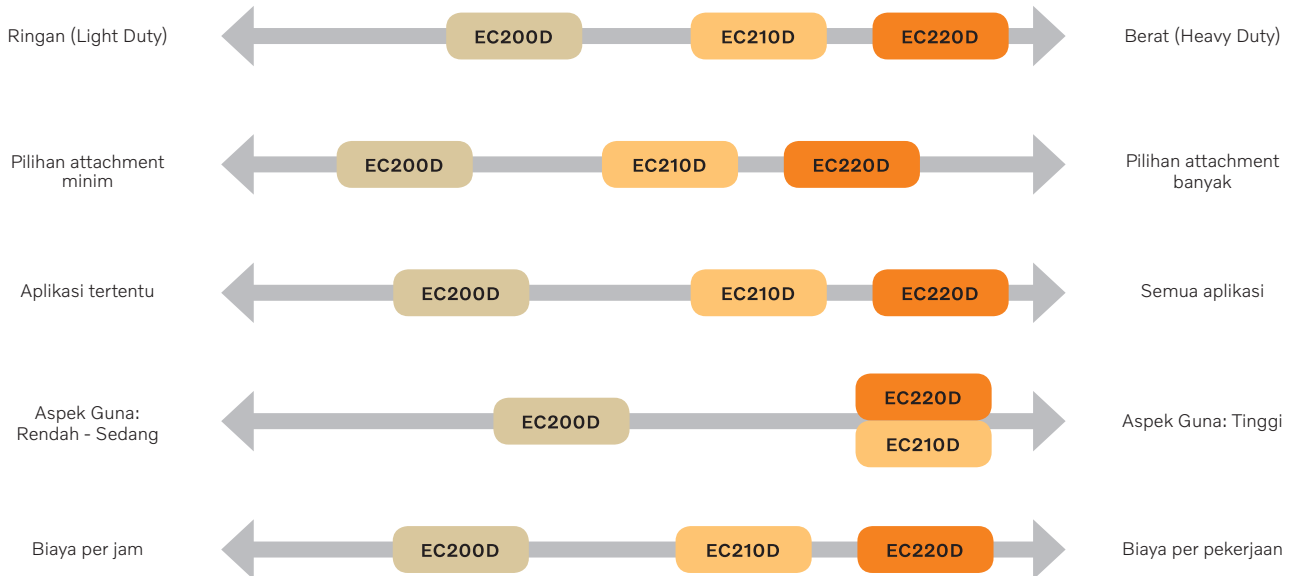 Ringan (Light Duty)
EC200D
EC210D
EC220D
Berat (Heavy Duty)
Pilihan attachment
minim
EC200D
EC210D
EC220D
Pilihan attachment
banyak
Aplikasi tertentu
EC200D
EC210D
EC220D
Semua aplikasi
Aspek Guna:
Rendah - Sedang
EC200D
EC220D
EC210D
Aspek Guna: Tinggi
Biaya per jam
EC200D
EC210D
EC220D
Biaya per pekerjaan